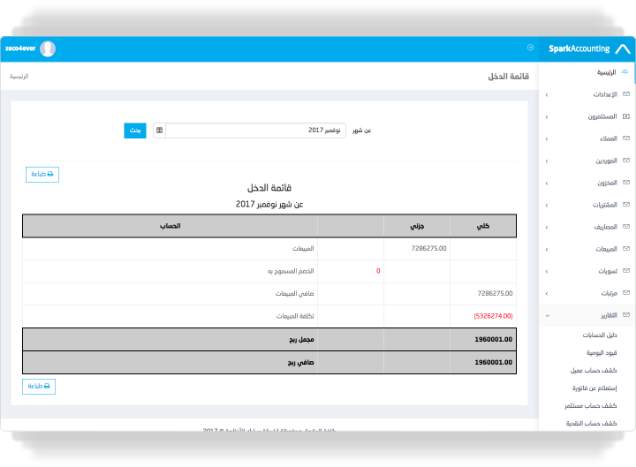 SparkAccounting
zeco4ever
قائمة الدخل
الرئيسية
الرئيسية
الإعدادات
المستثمرون
العملاء
الموردين
المخزون
المشتريات
المصاريف
المبيعات
تسويات
مرتبات
التقارير
دليل الحسابات
قيود اليومية
كشف حساب عميل
إستعلام عن فاتورة
كشف حساب مستثمر
كشف حساب النقدية
عن شهر نوفمبر 2017 بحث
طباعة
قائمة الدخل
عن شهر نوفمبر 2017
كلي جزئي الحساب
7286275.00 المبيعات
0 الخصم المسموح به
7286275.00 صافي المبيعات
(5326274.00) تكلفة المبيعات
1960001.00 مجمل ربح
1960001.00 صافي ربح
طباعة